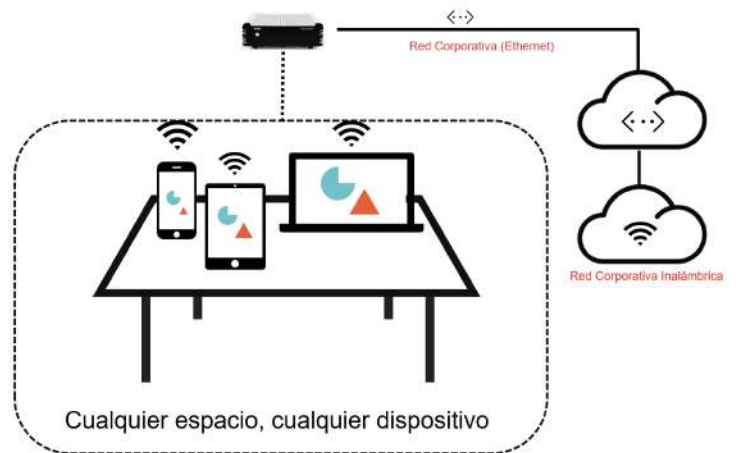 Red Corporativa (Ethernet)
Red Corporativa Inalámbrica
Cualquier espacio, cualquier dispositivo